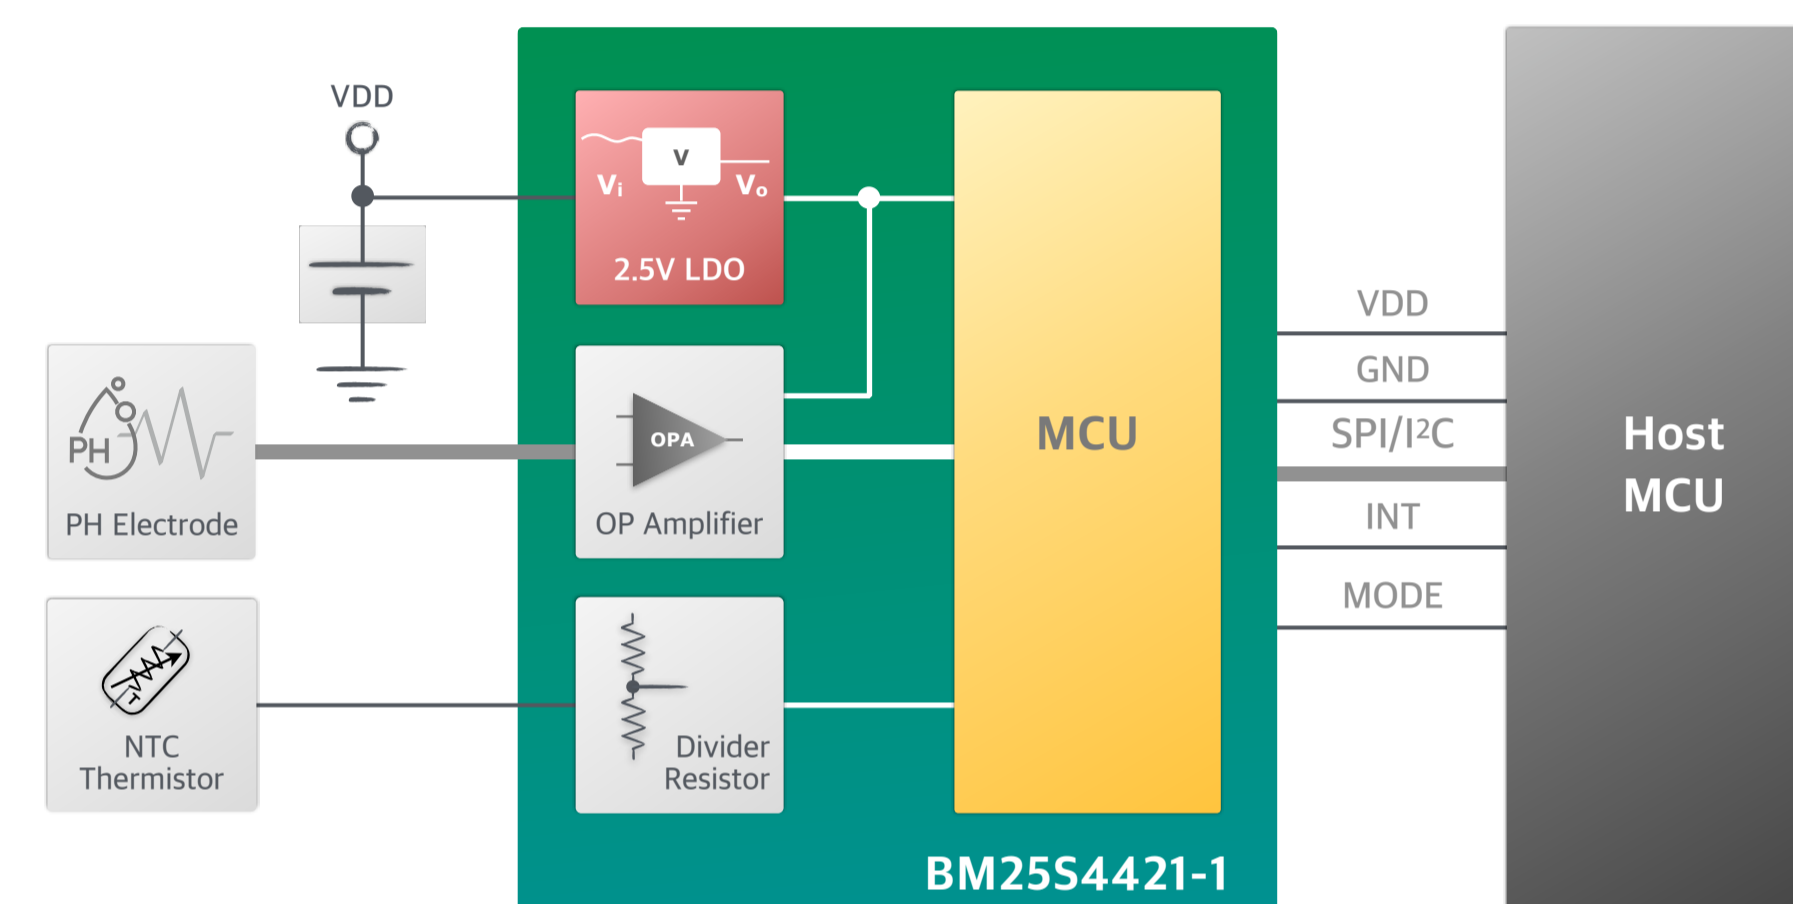 VDD
V
Vi
Vo
2.5V LDO
PH
PH Electrode
OPA
OP Amplifier
T
NTC
Thermistor
Divider
Resistor
MCU
BM25S4421-1
VDD
GND
SPI/I²C
INT
MODE
Host
MCU